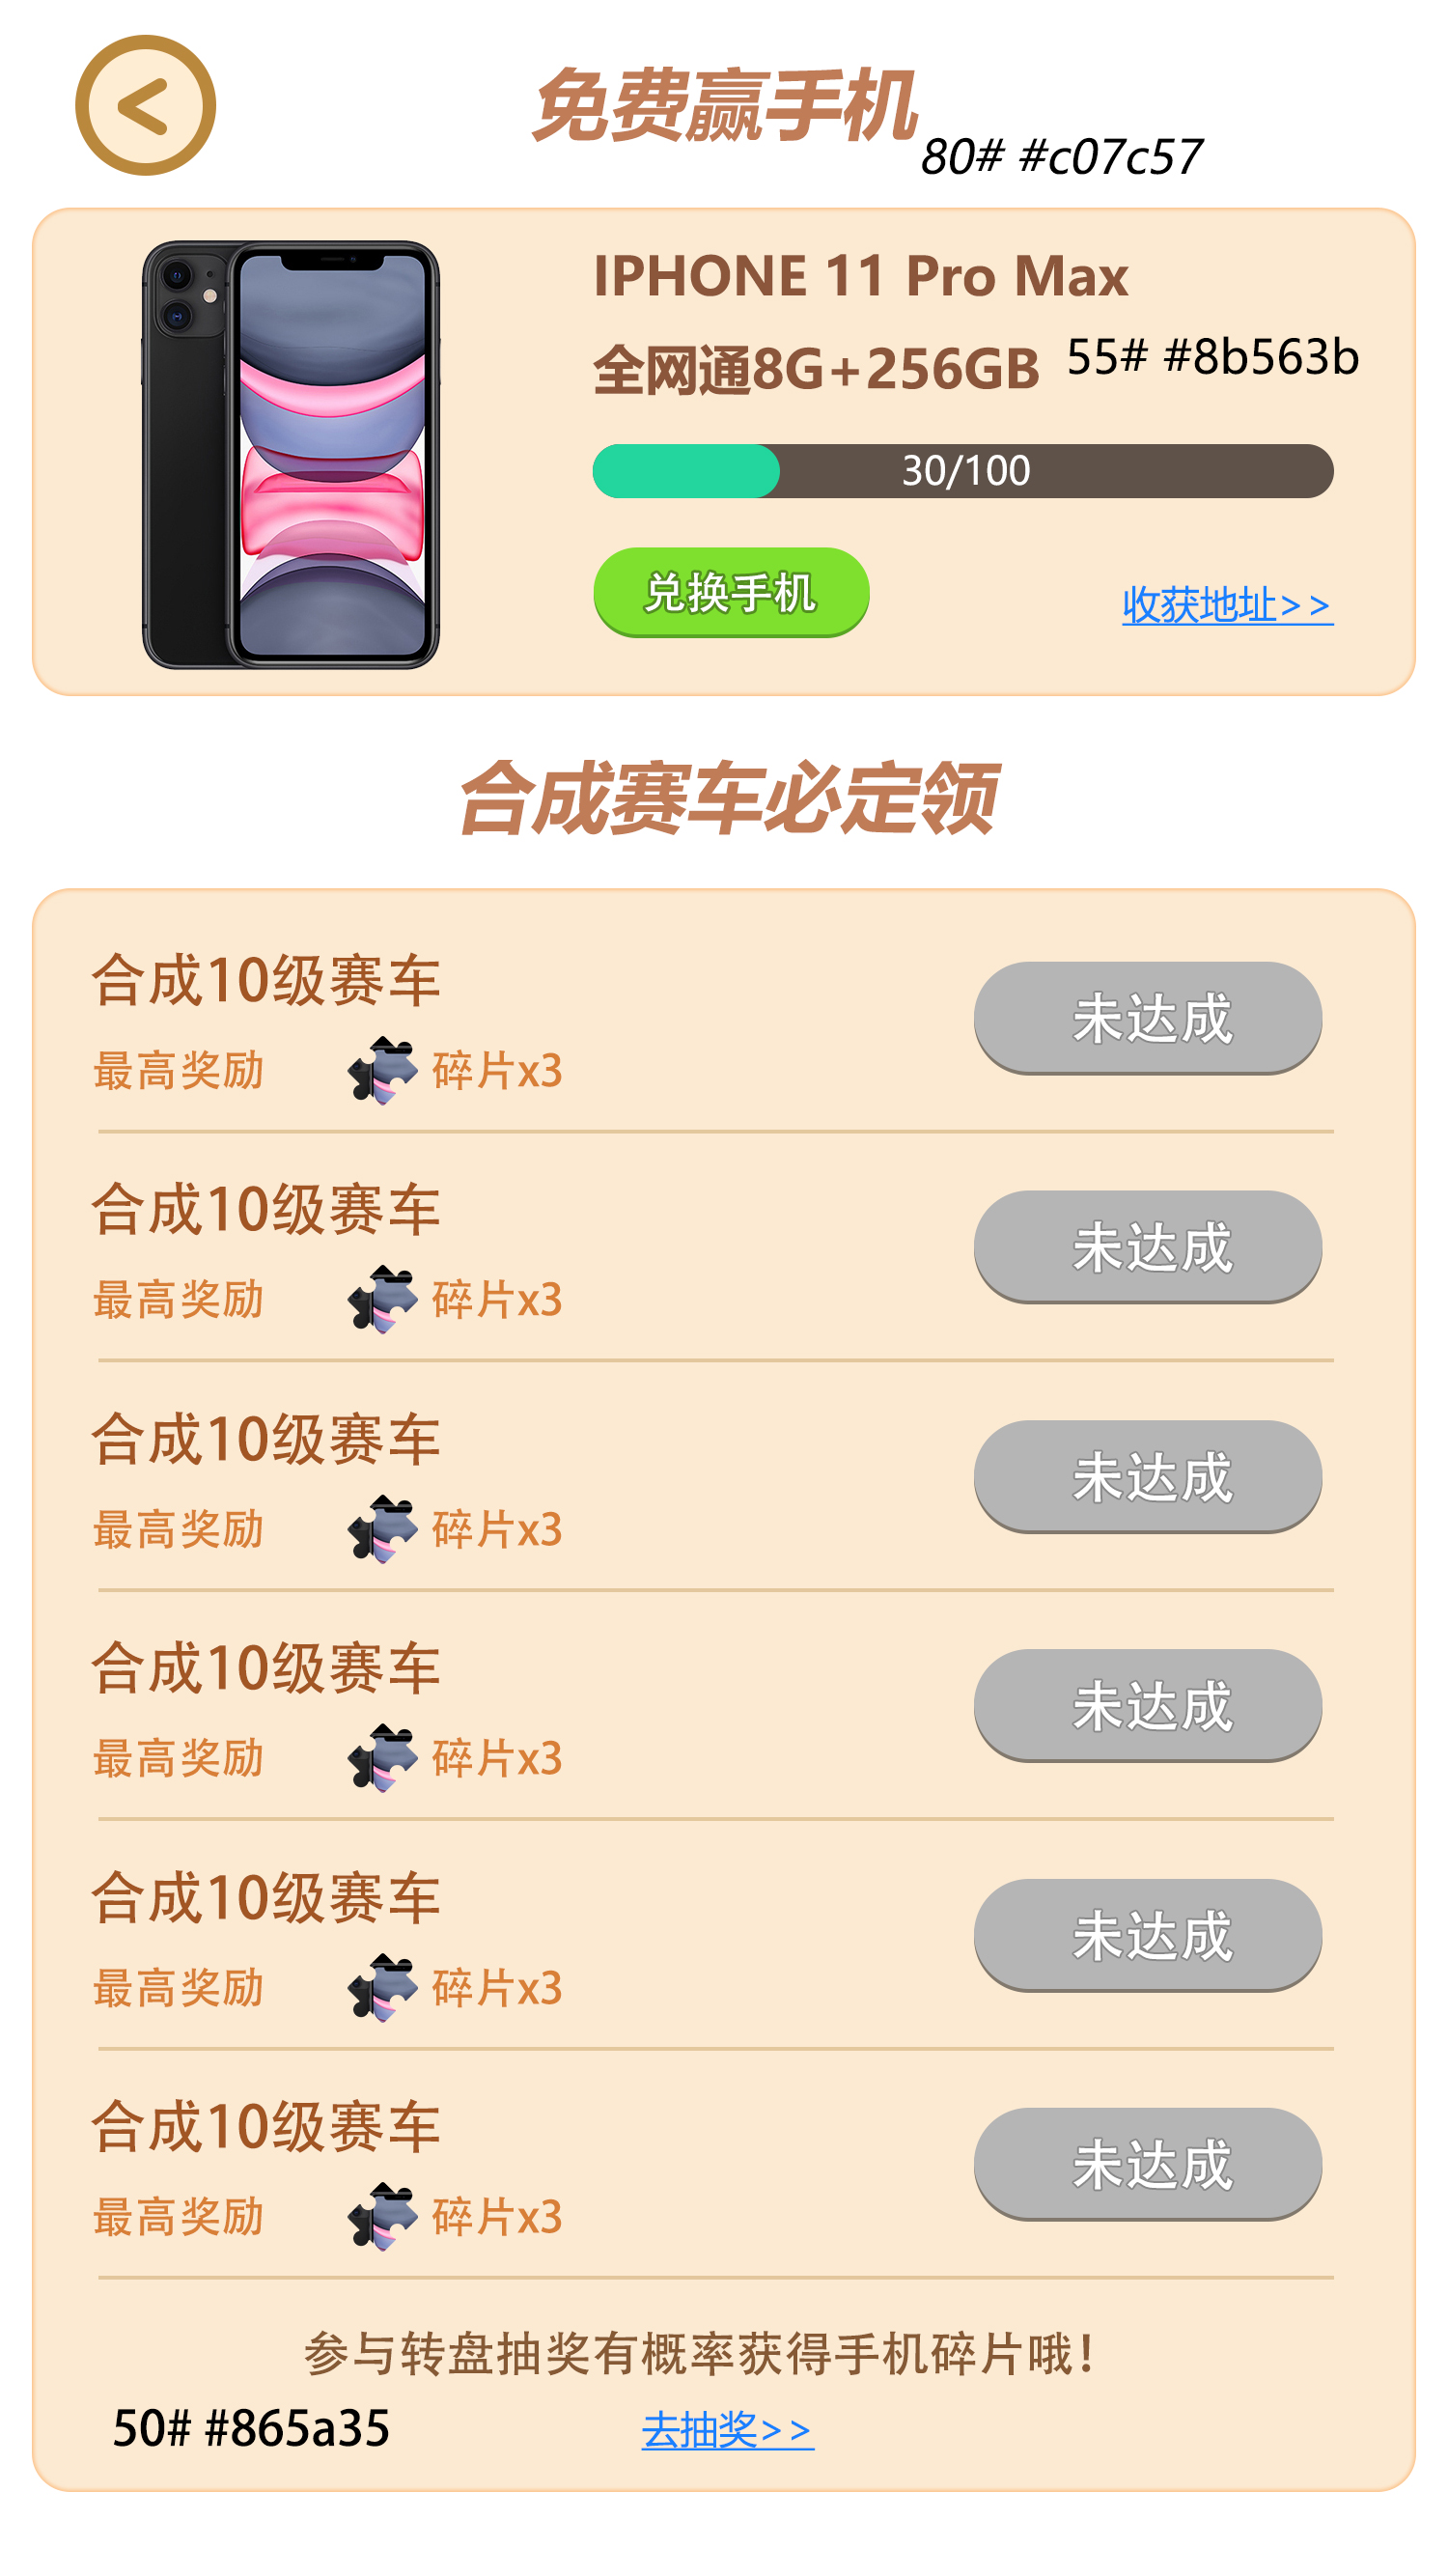 免费赢手机
80# #c07c57
IPHONE 11 Pro Max
全网通8G+256GB
55# #8b563b
30/100
兑换手机
收获地址>>
合成赛车必定领
合成10级赛车
未达成
最高奖励 碎片x3
合成10级赛车
未达成
最高奖励 碎片x3
合成10级赛车
未达成
最高奖励 碎片x3
合成10级赛车
未达成
最高奖励 碎片x3
合成10级赛车
未达成
最高奖励 碎片x3
合成10级赛车
未达成
最高奖励 碎片x3
参与转盘抽奖有概率获得手机碎片哦!
50# #865a35
去抽奖>>